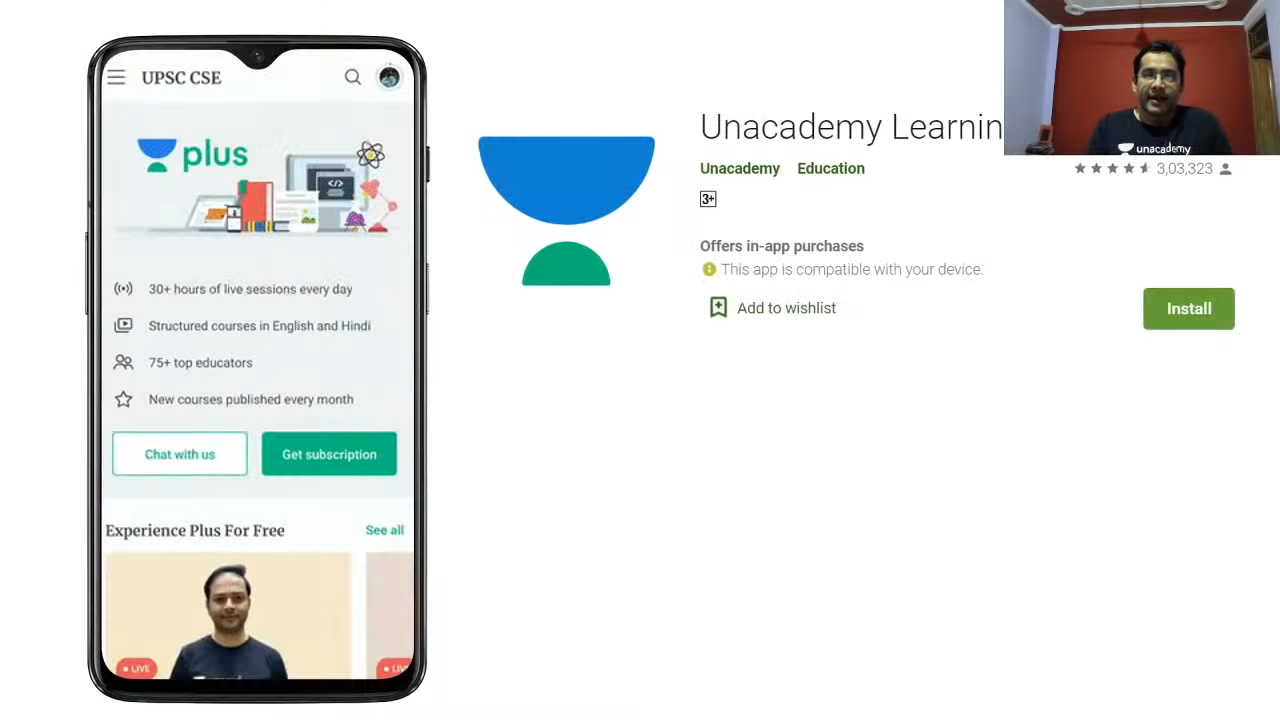 UPSC CSE
plus
30+ hours of live sessions every day
Structured courses in English and Hindi
75+ top educators
New courses published every month
Chat with us
Get subscription
Experience Plus For Free
See all
LIVE
LIV
Unacademy Learnin
Unacademy Education
3,03,323
3+
Offers in-app purchases
This app is compatible with your device.
Add to wishlist
Install
unacademy